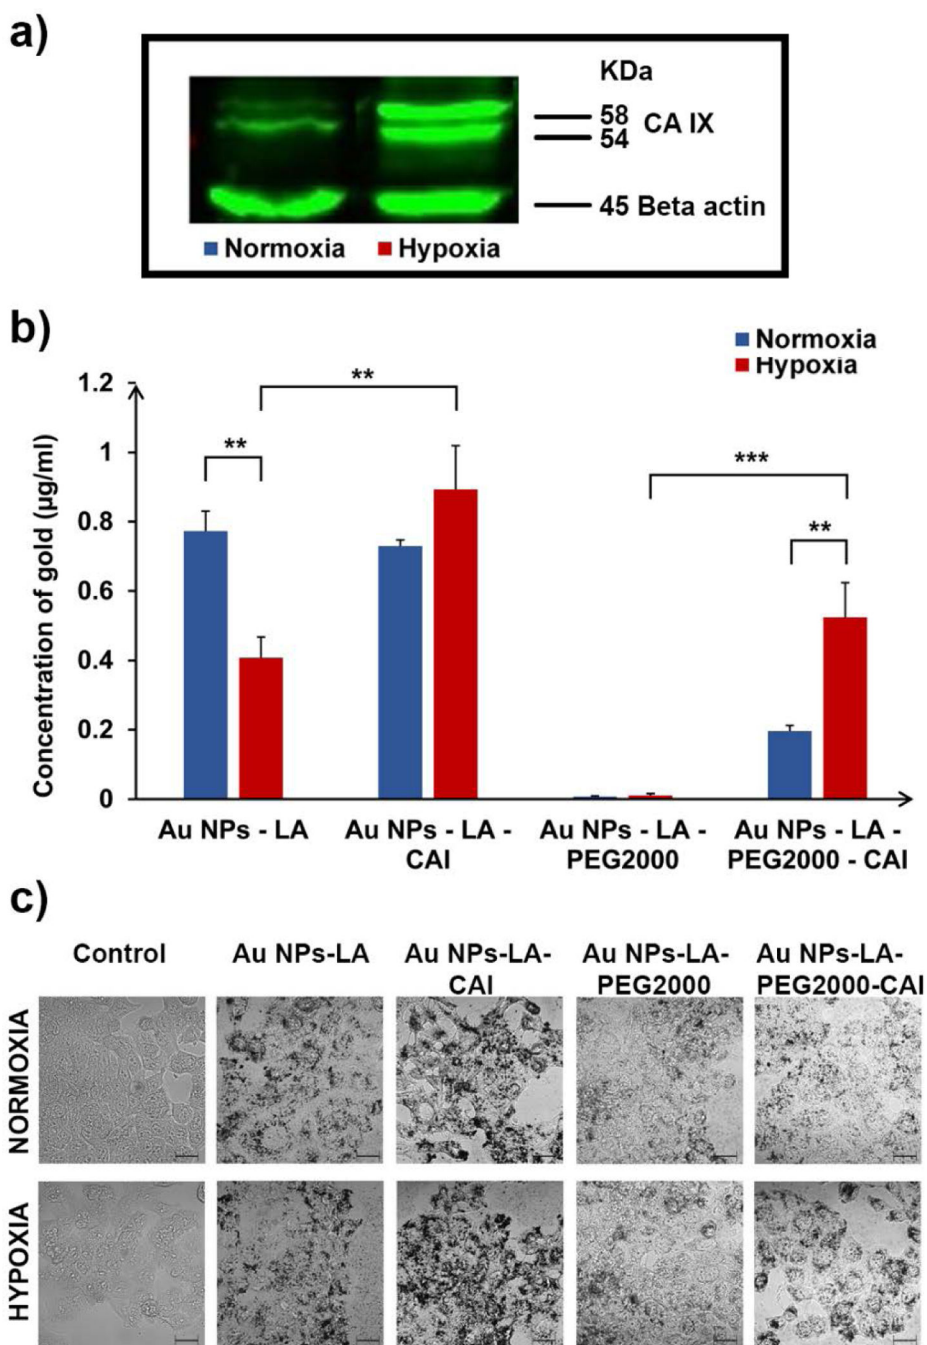 a)
KDa
58
CA IX
54
45 Beta actin
Normoxia Hypoxia
b)
Normoxia
Hypoxia
Concentration of gold (µg/ml)
1.2
1
0.8
0.6
0.4
0.2
0
**
**
***
**
Au NPs - LA
Au NPs - LA -
CAI
Au NPs - LA -
PEG2000
Au NPs - LA -
PEG2000 - CAI
c)
Control
Au NPs-LA
Au NPs-LA-
CAI
Au NPs-LA-
PEG2000
Au NPs-LA-
PEG2000-CAI
NORMOXIA
HYPOXIA